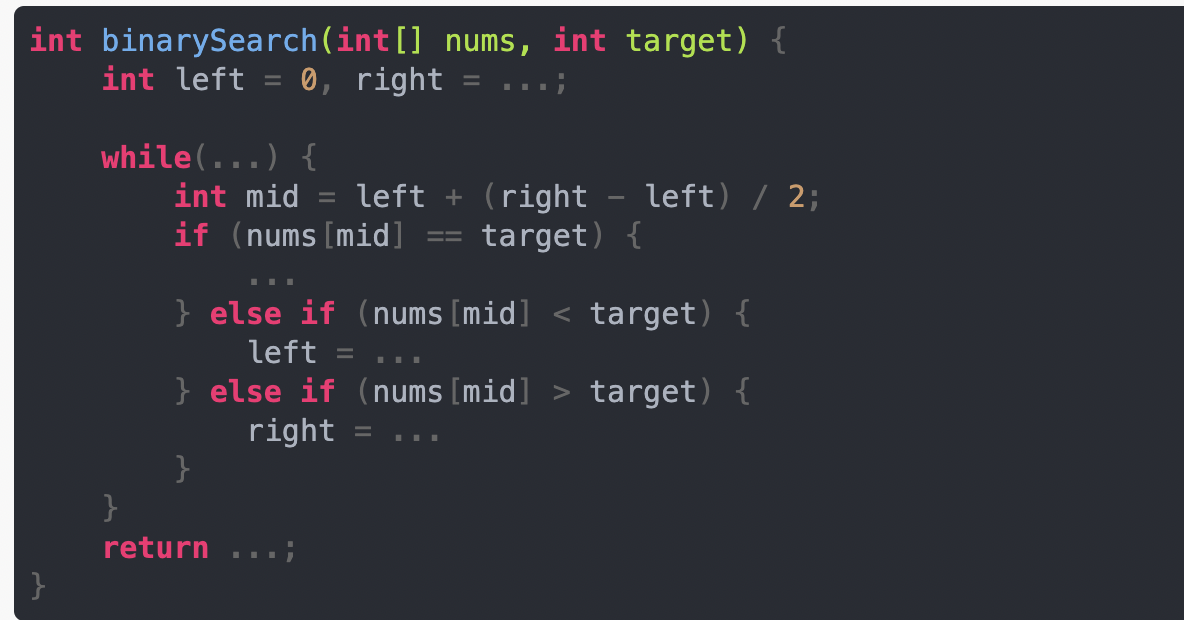 int binarySearch(int[] nums, int target) {
    int left = 0, right = ...;

    while(...) {
        int mid = left + (right - left) / 2;
        if (nums[mid] == target) {
            ...
        } else if (nums[mid] < target) {
            left = ...
        } else if (nums[mid] > target) {
            right = ...
        }
    }
    return ...;
}